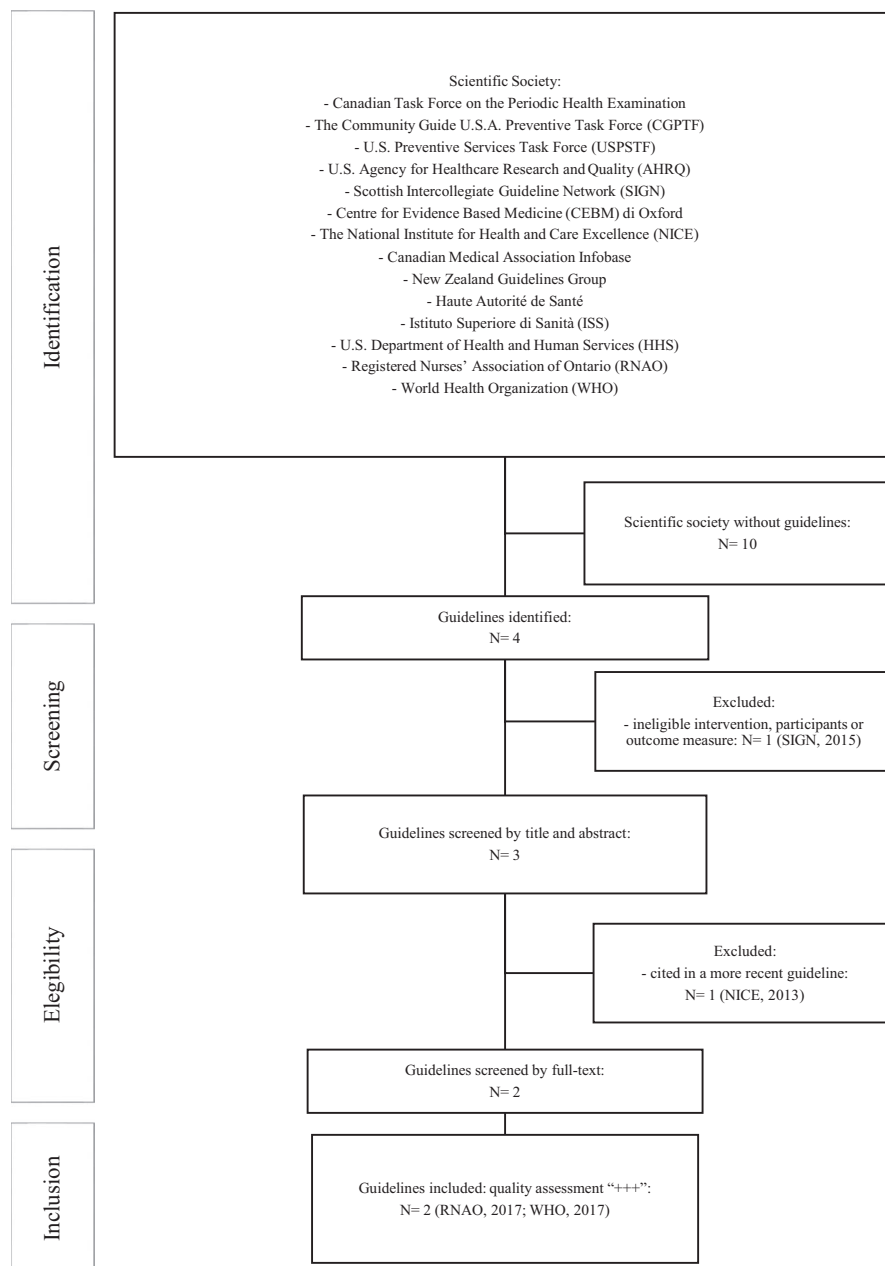 Identification
Scientific Society:
- Canadian Task Force on the Periodic Health Examination
- The Community Guide U.S.A. Preventive Task Force (CGPTF)
- U.S. Preventive Services Task Force (USPSTF)
- U.S. Agency for Healthcare Research and Quality (AHRQ)
- Scottish Intercollegiate Guideline Network (SIGN)
- Centre for Evidence Based Medicine (CEBM) di Oxford
- The National Institute for Health and Care Excellence (NICE)
- Canadian Medical Association Infobase
- New Zealand Guidelines Group
- Haute Autorité de Santé
- Istituto Superiore di Sanità (ISS)
- U.S. Department of Health and Human Services (HHS)
- Registered Nurses’ Association of Ontario (RNAO)
- World Health Organization (WHO)
Scientific society without guidelines:
N= 10
Guidelines identified:
N= 4
Screening
Excluded:
- ineligible intervention, participants or
outcome measure: N= 1 (SIGN, 2015)
Guidelines screened by title and abstract:
N= 3
Elegibility
Excluded:
- cited in a more recent guideline:
N= 1 (NICE, 2013)
Guidelines screened by full-text:
N= 2
Inclusion
Guidelines included: quality assessment “+++”:
N= 2 (RNAO, 2017; WHO, 2017)